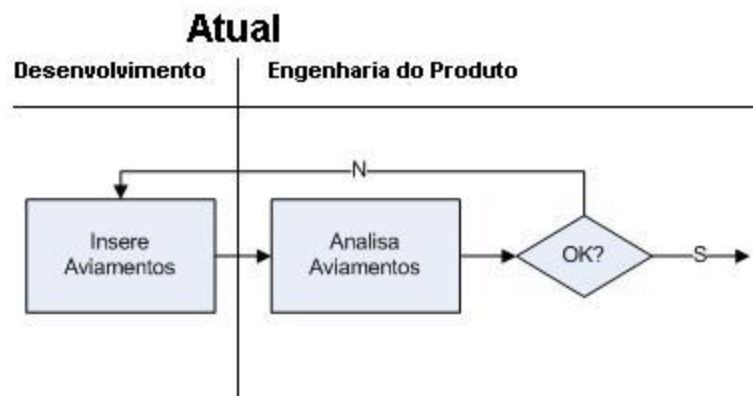 Atual
Desenvolvimento
Engenharia do Produto
N
Insere
Aviamentos
Analisa
Aviamentos
OK?
S